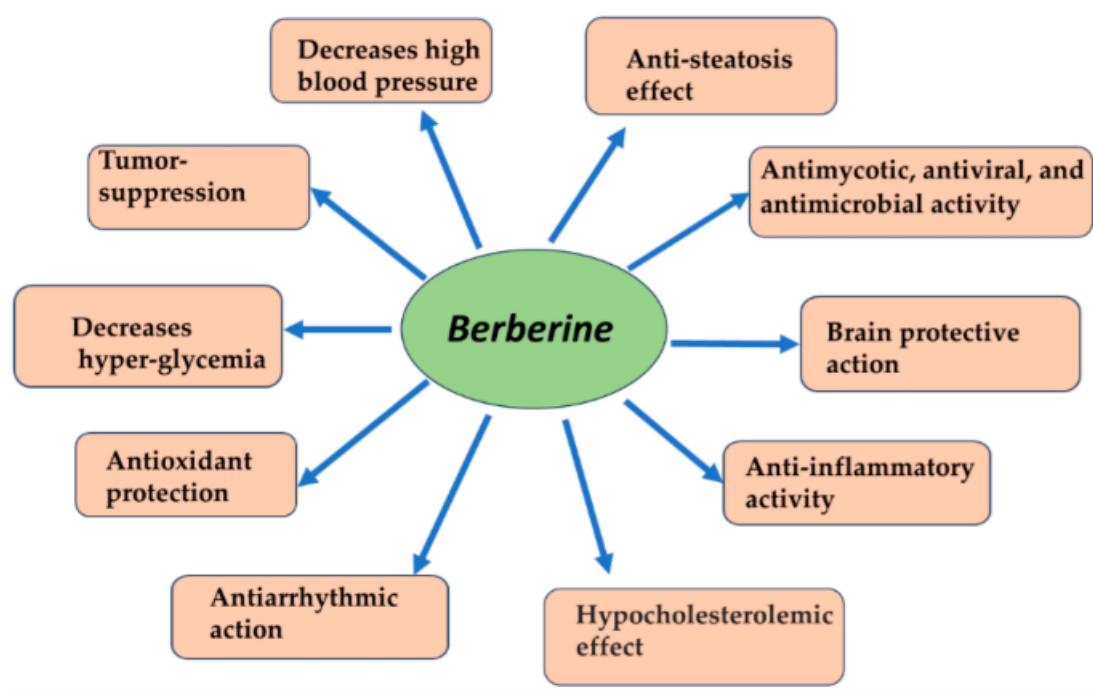 Decreases high
blood pressure
Anti-steatosis
effect
Tumor-
suppression
Antimycotic, antiviral, and
antimicrobial activity
Decreases
hyper-glycemia
Berberine
Brain protective
action
Antioxidant
protection
Anti-inflammatory
activity
Antiarrhythmic
action
Hypocholesterolemic
effect